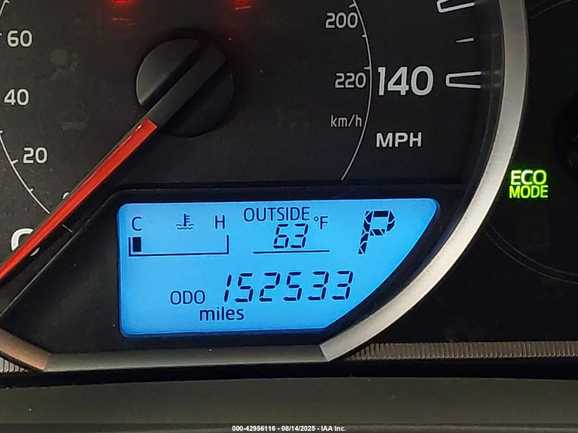 60
40
20
200
220
140
km/h
MPH
ECO
MODE
C H OUTSIDE
63 °F
P
ODO 152533
miles
000-42956116 - 08/14/2025 - IAA Inc.